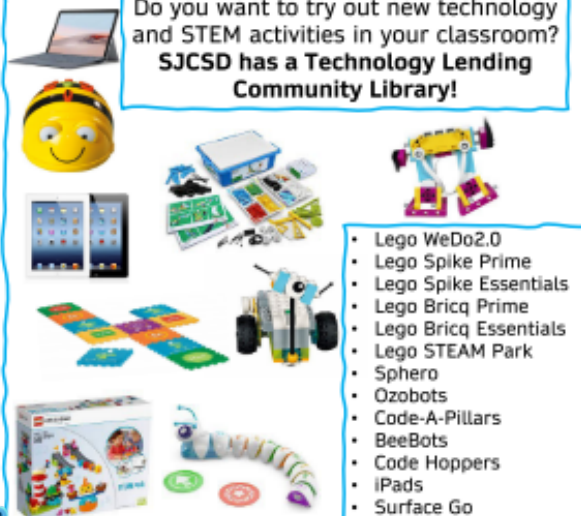 Do you want to try out new technology
and STEM activities in your classroom?
SJCSD has a Technology Lending
Community Library!
• Lego WeDo2.0
• Lego Spike Prime
• Lego Spike Essentials
• Lego Bricq Prime
• Lego Bricq Essentials
• Lego STEAM Park
• Sphero
• Ozobots
• Code-A-Pillars
• BeeBots
• Code Hoppers
• iPads
• Surface Go